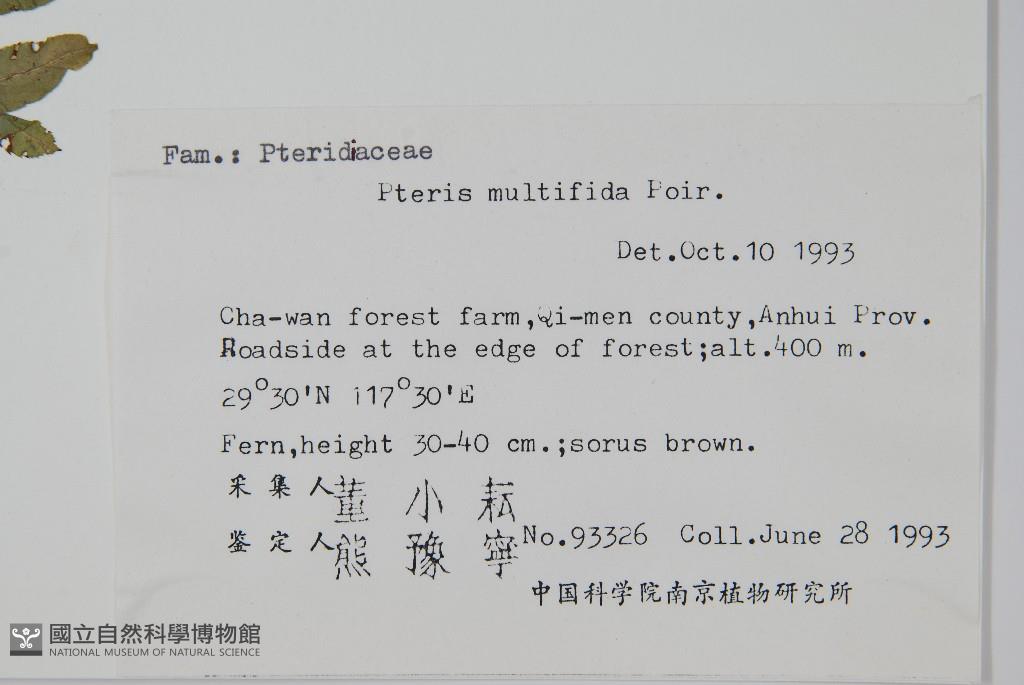 Fam.: Pteridiaceae
Pteris multifida Poir.
Det.Oct.10 1993
Cha-wan forest farm,Qi-men county,Anhui Prov.
Roadside at the edge of forest;alt.400 m.
29°30'N 117°30'E
Fern,height 30-40 cm.;sorus brown.
采集人董小耘
鉴定人熊豫寧 No.93326 Coll.June 28 1993
中国科学院南京植物研究所
國立自然科學博物館
NATIONAL MUSEUM OF NATURAL SCIENCE